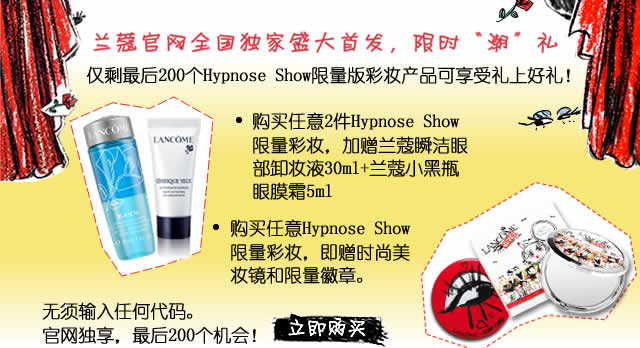 兰蔻官网全国独家盛大首发，限时“潮”礼
仅剩最后200个Hypnose Show限量版彩妆产品可享受礼上好礼！
• 购买任意2件Hypnose Show
限量彩妆，加赠兰蔻瞬洁眼
部卸妆液30ml+兰蔻小黑瓶
眼膜霜5ml
• 购买任意Hypnose Show
限量彩妆，即赠时尚美
妆镜和限量徽章。
LANCÔME
LANCÔME
GÉNIFIQUE YEUX
LANCÔME
无须输入任何代码。
官网独享，最后200个机会！
立即购买